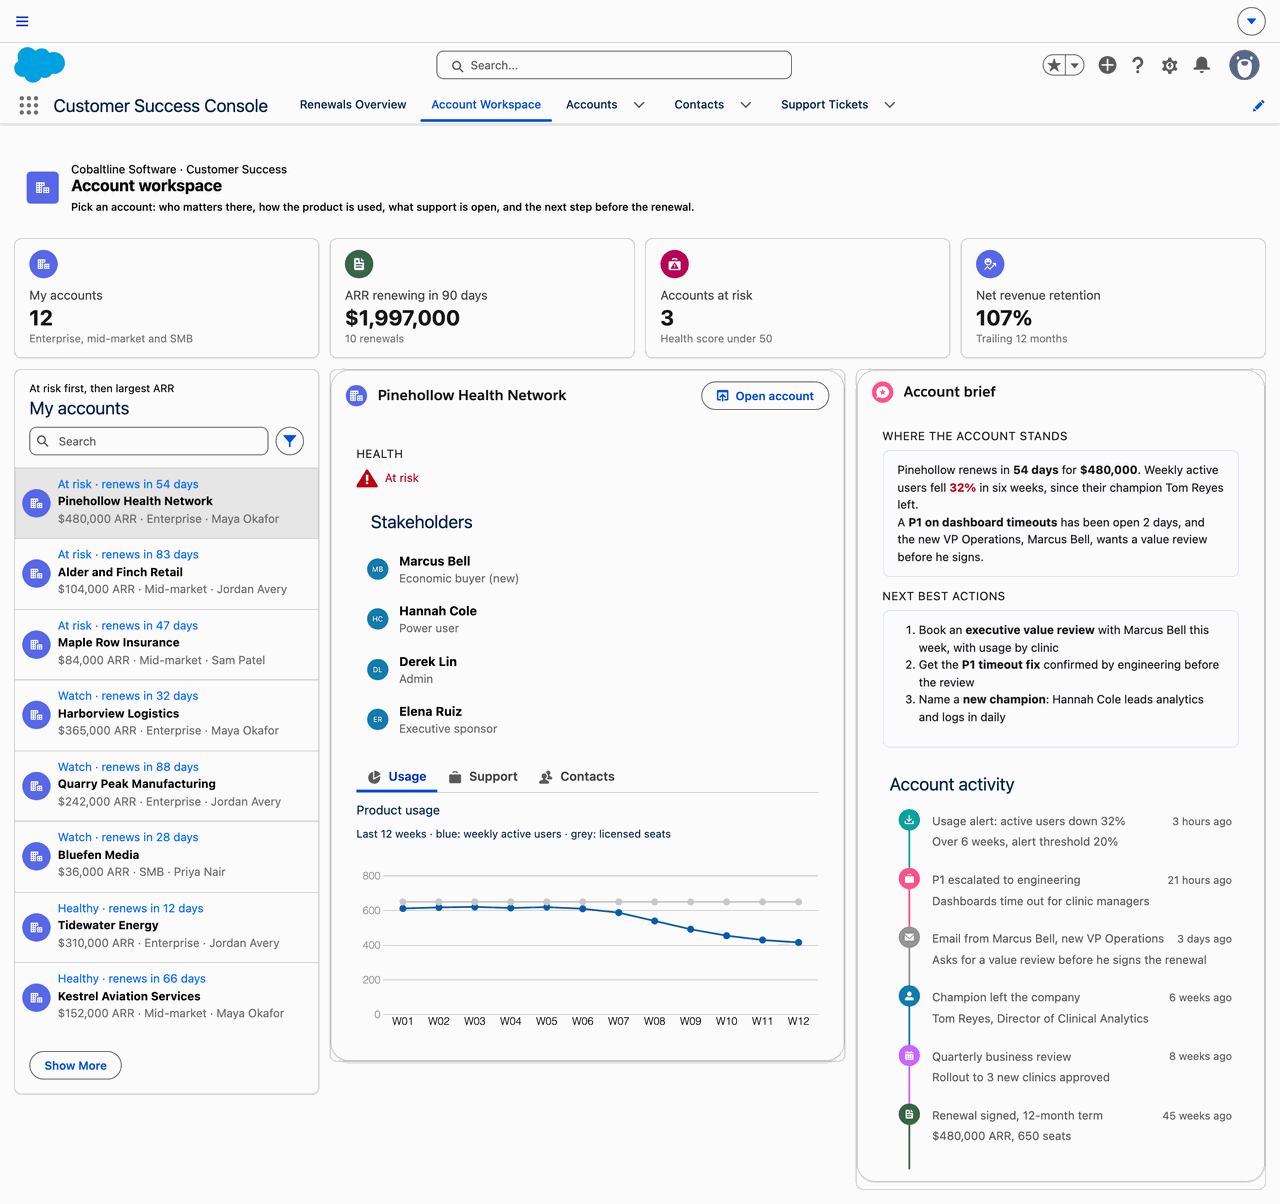 Search...
Customer Success Console
Renewals Overview
Account Workspace
Accounts
Contacts
Support Tickets
Cobaltline Software · Customer Success
Account workspace
Pick an account: who matters there, how the product is used, what support is open, and the next step before the renewal.
My accounts
12
Enterprise, mid-market and SMB
ARR renewing in 90 days
$1,997,000
10 renewals
Accounts at risk
3
Health score under 50
Net revenue retention
107%
Trailing 12 months
At risk first, then largest ARR
My accounts
Search
At risk · renews in 54 days
Pinehollow Health Network
$480,000 ARR · Enterprise · Maya Okafor
At risk · renews in 83 days
Alder and Finch Retail
$104,000 ARR · Mid-market · Jordan Avery
At risk · renews in 47 days
Maple Row Insurance
$84,000 ARR · Mid-market · Sam Patel
Watch · renews in 32 days
Harborview Logistics
$365,000 ARR · Enterprise · Maya Okafor
Watch · renews in 88 days
Quarry Peak Manufacturing
$242,000 ARR · Enterprise · Jordan Avery
Watch · renews in 28 days
Bluefen Media
$36,000 ARR · SMB · Priya Nair
Healthy · renews in 12 days
Tidewater Energy
$310,000 ARR · Enterprise · Jordan Avery
Healthy · renews in 66 days
Kestrel Aviation Services
$152,000 ARR · Mid-market · Maya Okafor
Show More
Pinehollow Health Network
Open account
HEALTH
At risk
Stakeholders
MB
Marcus Bell
Economic buyer (new)
HC
Hannah Cole
Power user
DL
Derek Lin
Admin
ER
Elena Ruiz
Executive sponsor
Usage
Support
Contacts
Product usage
Last 12 weeks · blue: weekly active users · grey: licensed seats
800
600
400
200
0
W01 W02 W03 W04 W05 W06 W07 W08 W09 W10 W11 W12
Account brief
WHERE THE ACCOUNT STANDS
Pinehollow renews in 54 days for $480,000. Weekly active
users fell 32% in six weeks, since their champion Tom Reyes
left.
A P1 on dashboard timeouts has been open 2 days, and
the new VP Operations, Marcus Bell, wants a value review
before he signs.
NEXT BEST ACTIONS
1. Book an executive value review with Marcus Bell this
week, with usage by clinic
2. Get the P1 timeout fix confirmed by engineering before
the review
3. Name a new champion: Hannah Cole leads analytics
and logs in daily
Account activity
Usage alert: active users down 32%
3 hours ago
Over 6 weeks, alert threshold 20%
P1 escalated to engineering
21 hours ago
Dashboards time out for clinic managers
Email from Marcus Bell, new VP Operations
3 days ago
Asks for a value review before he signs the renewal
Champion left the company
6 weeks ago
Tom Reyes, Director of Clinical Analytics
Quarterly business review
8 weeks ago
Rollout to 3 new clinics approved
Renewal signed, 12-month term
45 weeks ago
$480,000 ARR, 650 seats